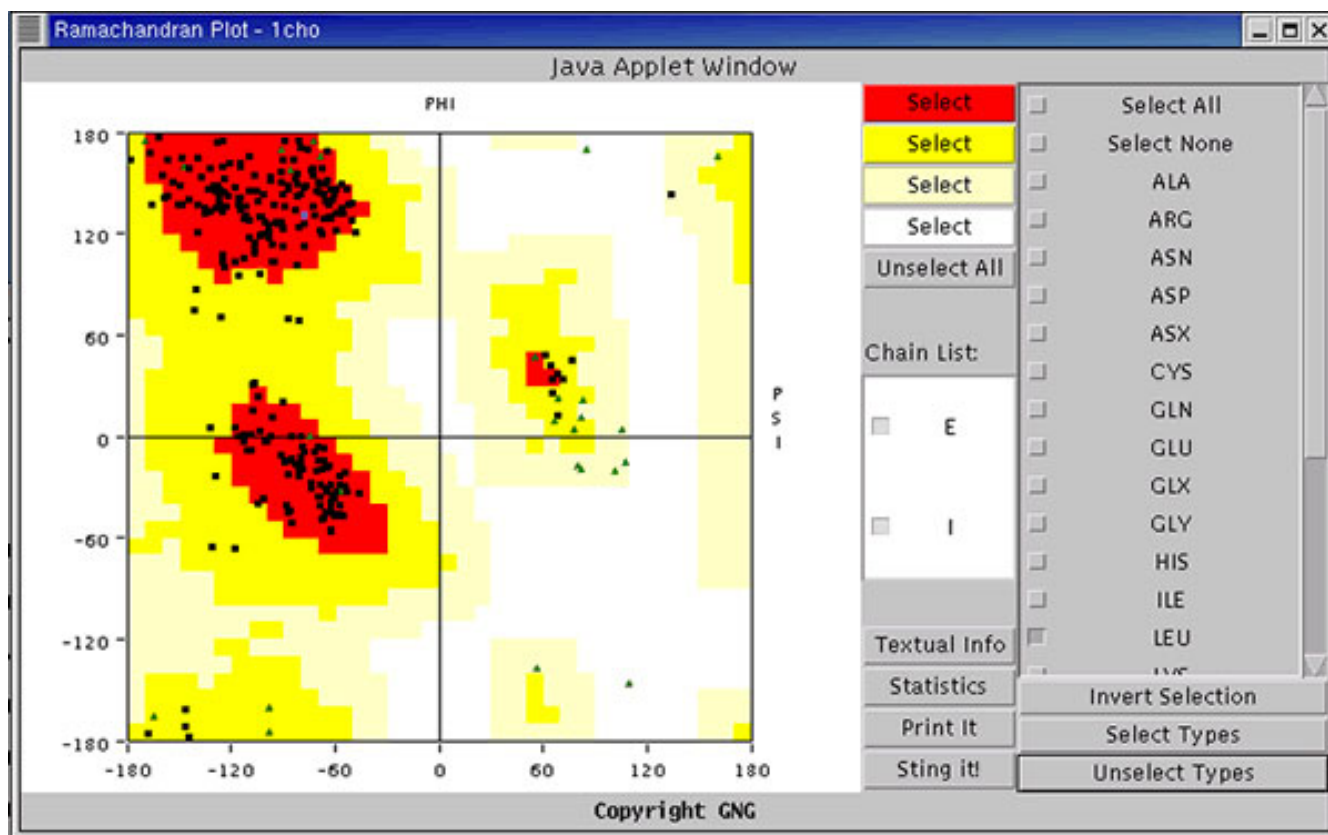 Ramachandran Plot - 1cho
Java Applet Window
PHI
180
120
60
0
-60
-120
-180
-180
-120
-60
0
60
120
180
P
S
I
Select
Select
Select
Select
Unselect All
Chain List:
E
I
Textual Info
Statistics
Print It
Sting it!
Select All
Select None
ALA
ARG
ASN
ASP
ASX
CYS
GLN
GLU
GLX
GLY
HIS
ILE
LEU
LYS
Invert Selection
Select Types
Unselect Types
Copyright GNG